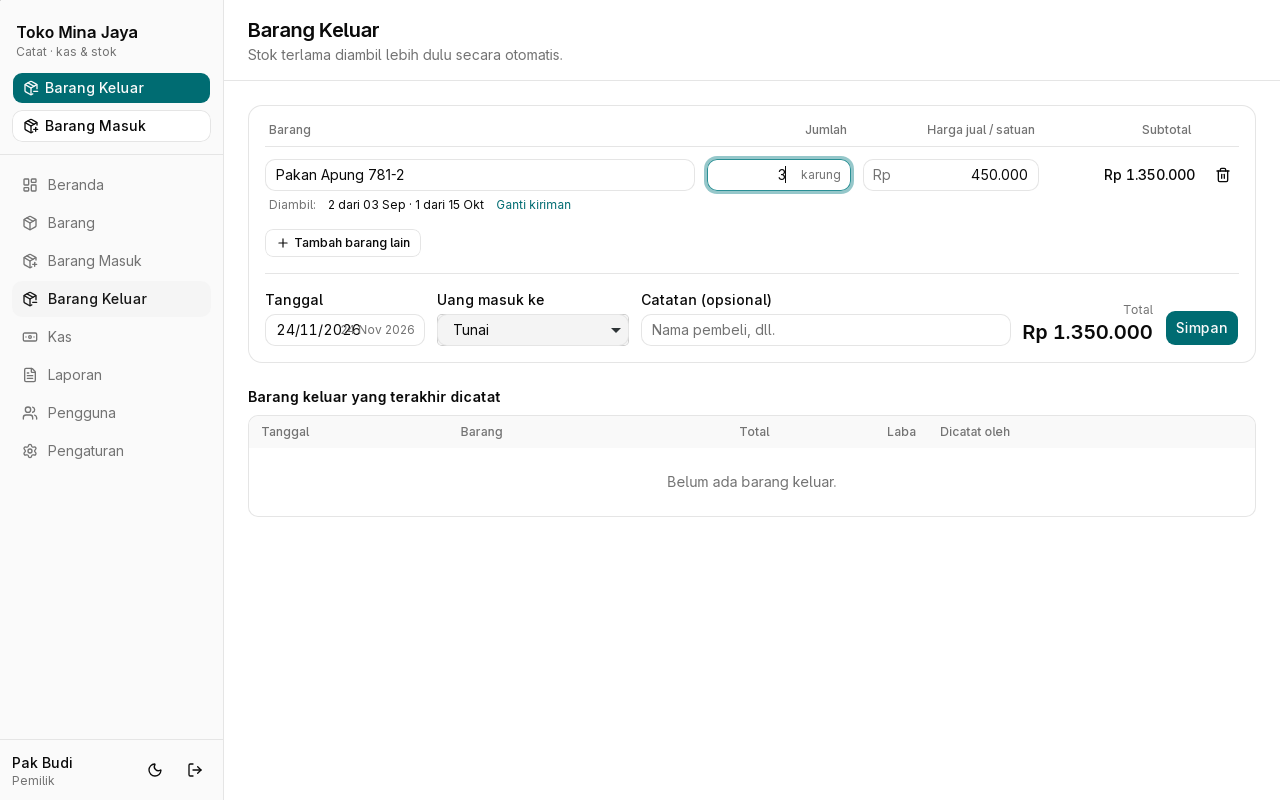 Toko Mina Jaya
Catat · kas & stok
Barang Keluar
Barang Masuk
Beranda
Barang
Barang Masuk
Barang Keluar
Kas
Laporan
Pengguna
Pengaturan
Pak Budi
Pemilik
Barang Keluar
Stok terlama diambil lebih dulu secara otomatis.
Barang Jumlah Harga jual / satuan Subtotal
Pakan Apung 781-2 3 karung Rp 450.000 Rp 1.350.000
Diambil: 2 dari 03 Sep · 1 dari 15 Okt Ganti kiriman
Tambah barang lain
Tanggal Uang masuk ke Catatan (opsional) Total
24/11/2026 Nov 2026 Tunai Nama pembeli, dll. Rp 1.350.000 Simpan
Barang keluar yang terakhir dicatat
Tanggal Barang Total Laba Dicatat oleh
Belum ada barang keluar.